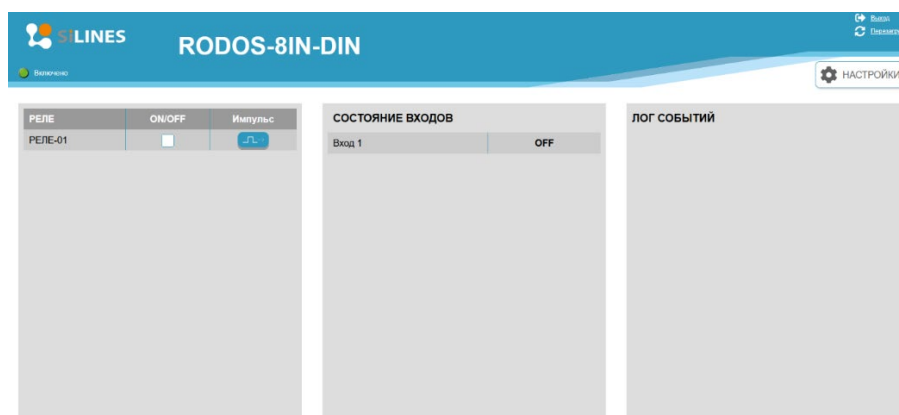 SiLINES
RODOS-8IN-DIN
Выход
Включено
НАСТРОЙКИ
РЕЛЕ ON/OFF Импульс
РЕЛЕ-01
СОСТОЯНИЕ ВХОДОВ
Вход 1 OFF
ЛОГ СОБЫТИЙ